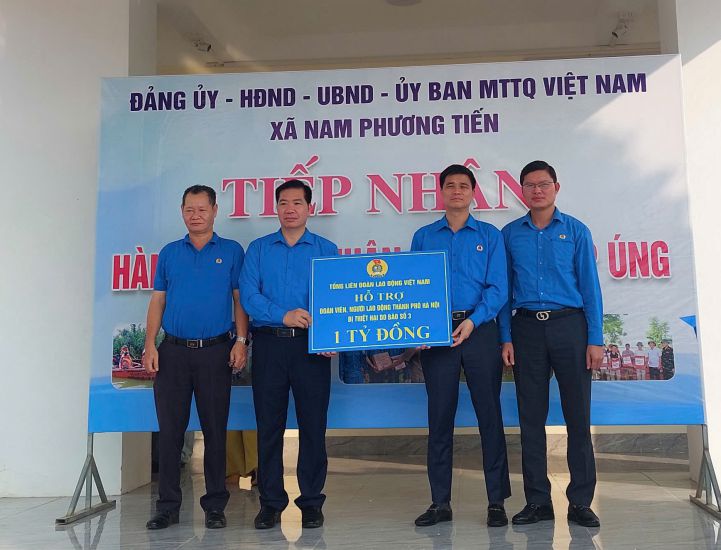 ĐẢNG ỦY - HĐND - UBND - ỦY BAN MTTQ VIỆT NAM
XÃ NAM PHƯƠNG TIẾN
TIẾP NHẬN
HÀN ỨNG
TỔNG LIÊN ĐOÀN LAO ĐỘNG VIỆT NAM
HỖ TRỢ
ĐOÀN VIÊN, NGƯỜI LAO ĐỘNG THÀNH PHỐ HÀ NỘI
BỊ THIỆT HẠI DO BÃO SỐ 3
1 TỶ ĐỒNG